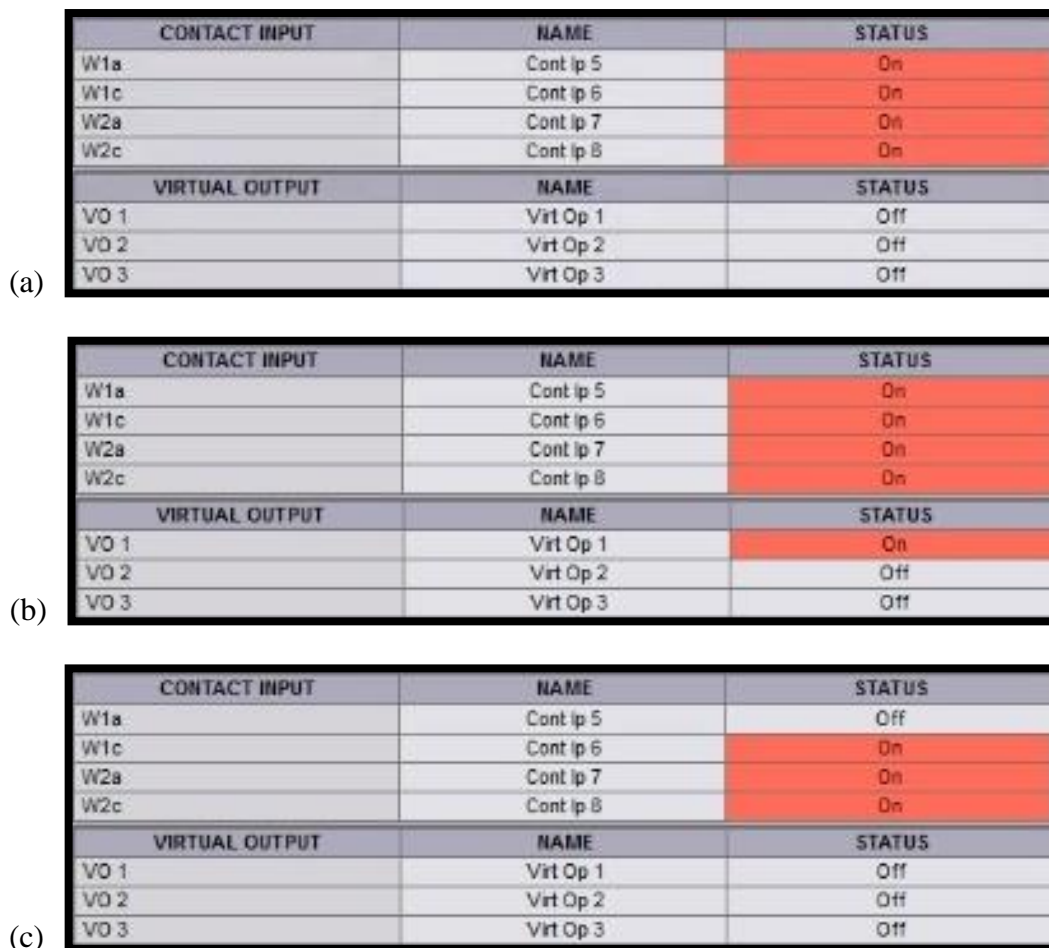 CONTACT INPUT NAME STATUS
W1a Cont Ip 5 On
W1c Cont Ip 6 On
W2a Cont Ip 7 On
W2c Cont Ip 8 On
VIRTUAL OUTPUT NAME STATUS
VO 1 Virt Op 1 Off
VO 2 Virt Op 2 Off
VO 3 Virt Op 3 Off
(a)
CONTACT INPUT NAME STATUS
W1a Cont Ip 5 On
W1c Cont Ip 6 On
W2a Cont Ip 7 On
W2c Cont Ip 8 On
VIRTUAL OUTPUT NAME STATUS
VO 1 Virt Op 1 On
VO 2 Virt Op 2 Off
VO 3 Virt Op 3 Off
(b)
CONTACT INPUT NAME STATUS
W1a Cont Ip 5 Off
W1c Cont Ip 6 On
W2a Cont Ip 7 On
W2c Cont Ip 8 On
VIRTUAL OUTPUT NAME STATUS
VO 1 Virt Op 1 Off
VO 2 Virt Op 2 Off
VO 3 Virt Op 3 Off
(c)